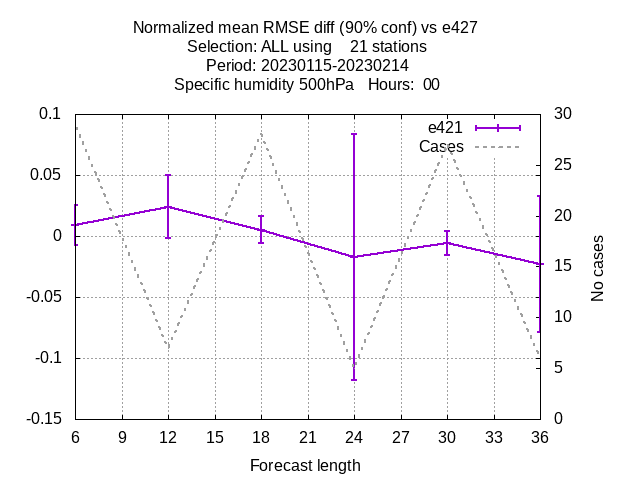 Normalized mean RMSE diff (90% conf) vs e427
Selection: ALL using    21 stations
Period: 20230115-20230214
Specific humidity 500hPa   Hours:  00
0.1
0.05
0
-0.05
-0.1
-0.15
30
25
20
15
10
5
0
e421
Cases
No cases
6 9 12 15 18 21 24 27 30 33 36
Forecast length